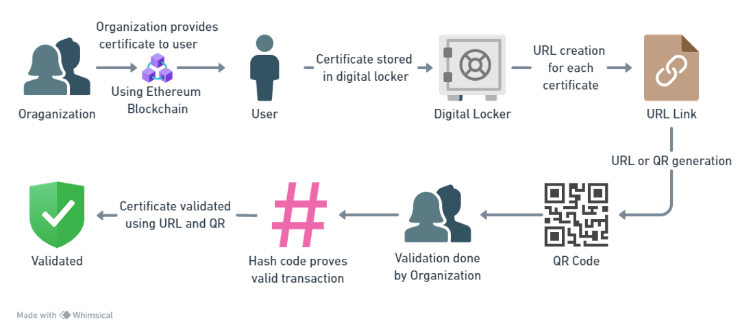 Organization provides
certificate to user
Using Ethereum
Blockchain
Oraganization
User
Certificate stored
in digital locker
Digital Locker
URL creation
for each
certificate
URL Link
URL or QR generation
QR Code
Validation done
by Organization
Hash code proves
valid transaction
Certificate validated
using URL and QR
Validated
Made with Whimsical